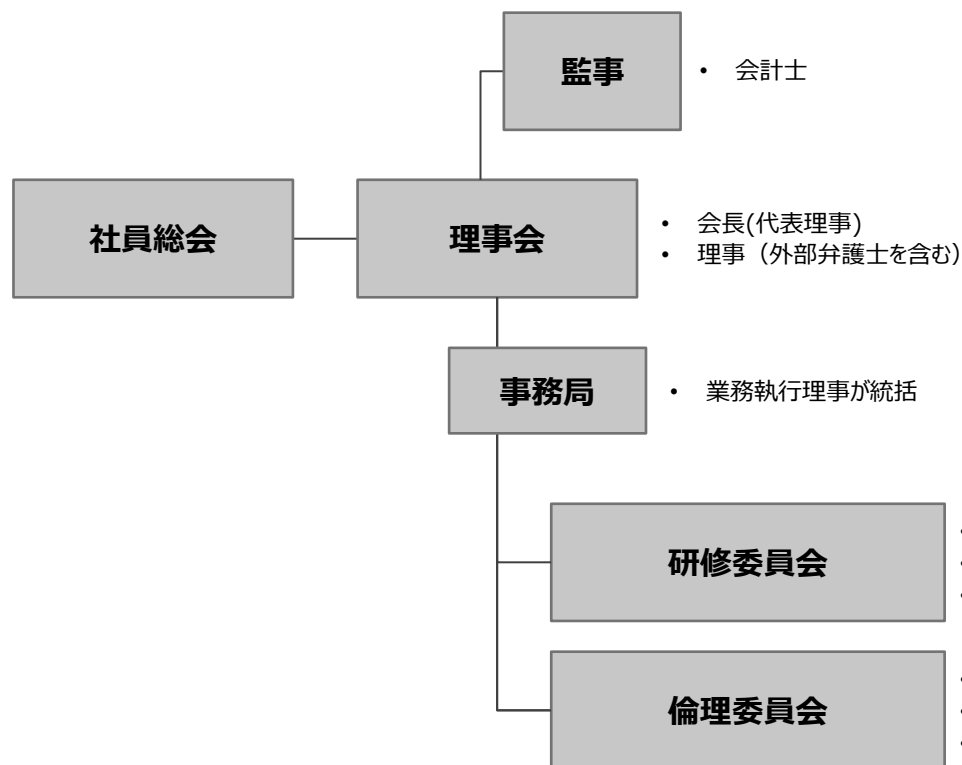 監事
• 会計士
社員総会
理事会
• 会長(代表理事)
• 理事（外部弁護士を含む）
事務局
• 業務執行理事が統括
研修委員会
•
•
•
倫理委員会
•
•
•